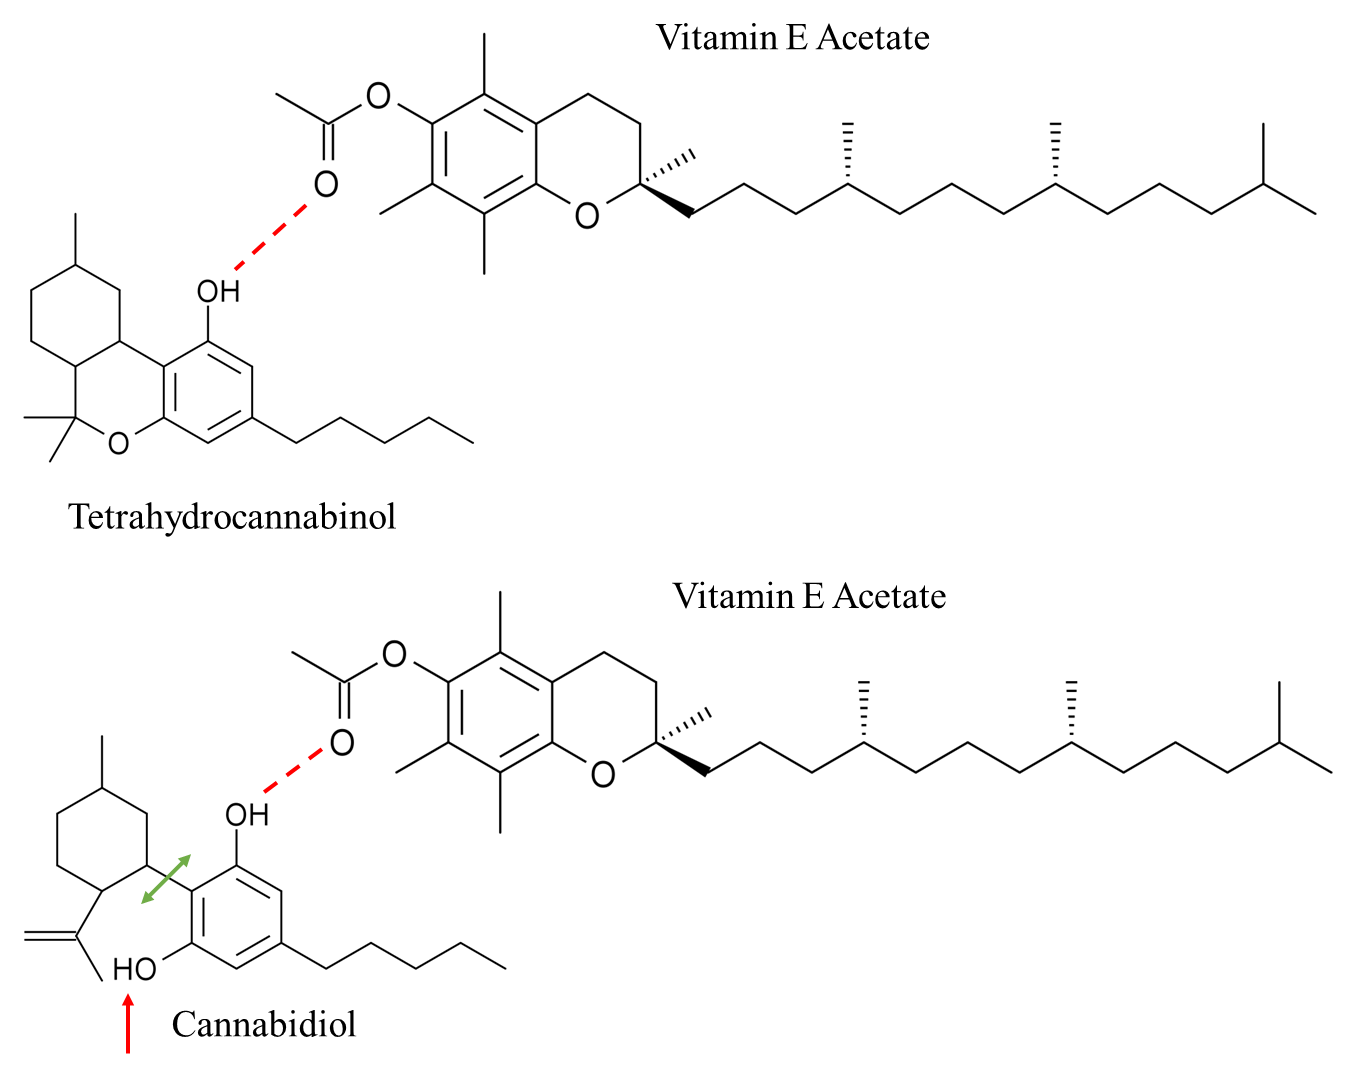 Vitamin E Acetate
O
O
O
OH
O
Tetrahydrocannabinol
Vitamin E Acetate
O
O
O
OH
HO
Cannabidiol